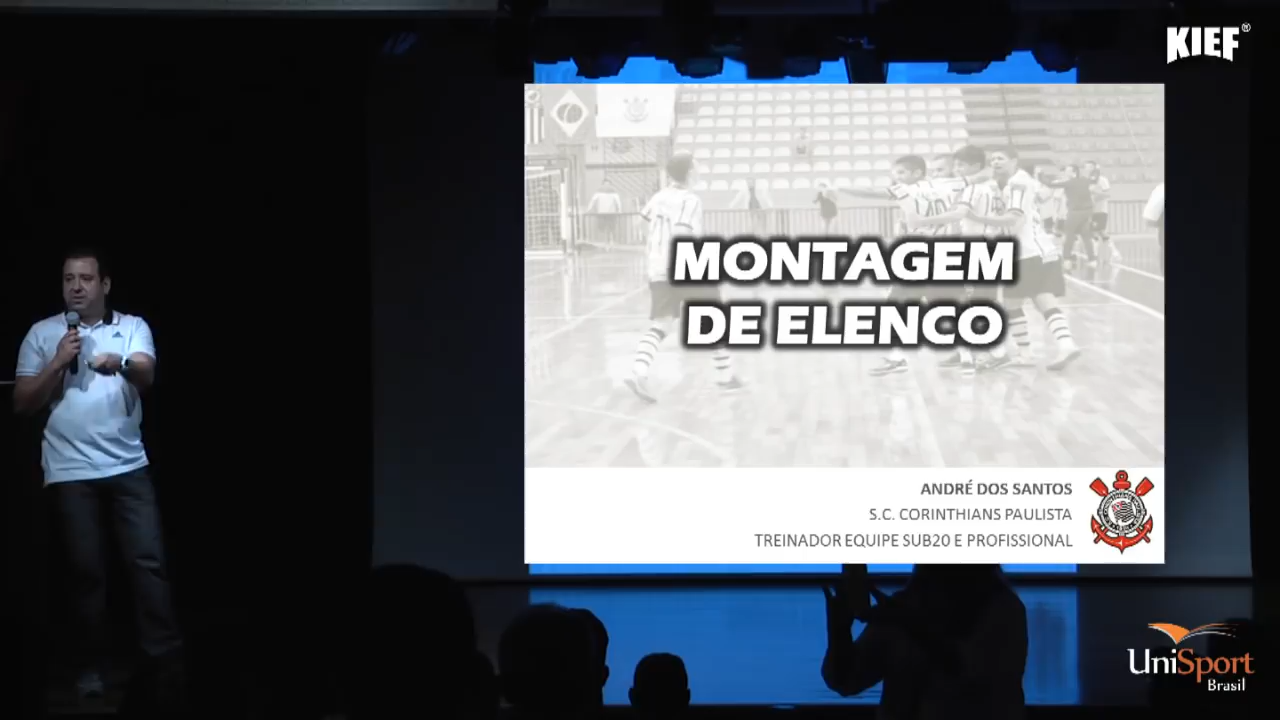 KIEF®
MONTAGEM
DE ELENCO
ANDRÉ DOS SANTOS
S.C. CORINTHIANS PAULISTA
TREINADOR EQUIPE SUB20 E PROFISSIONAL
UniSport
Brasil